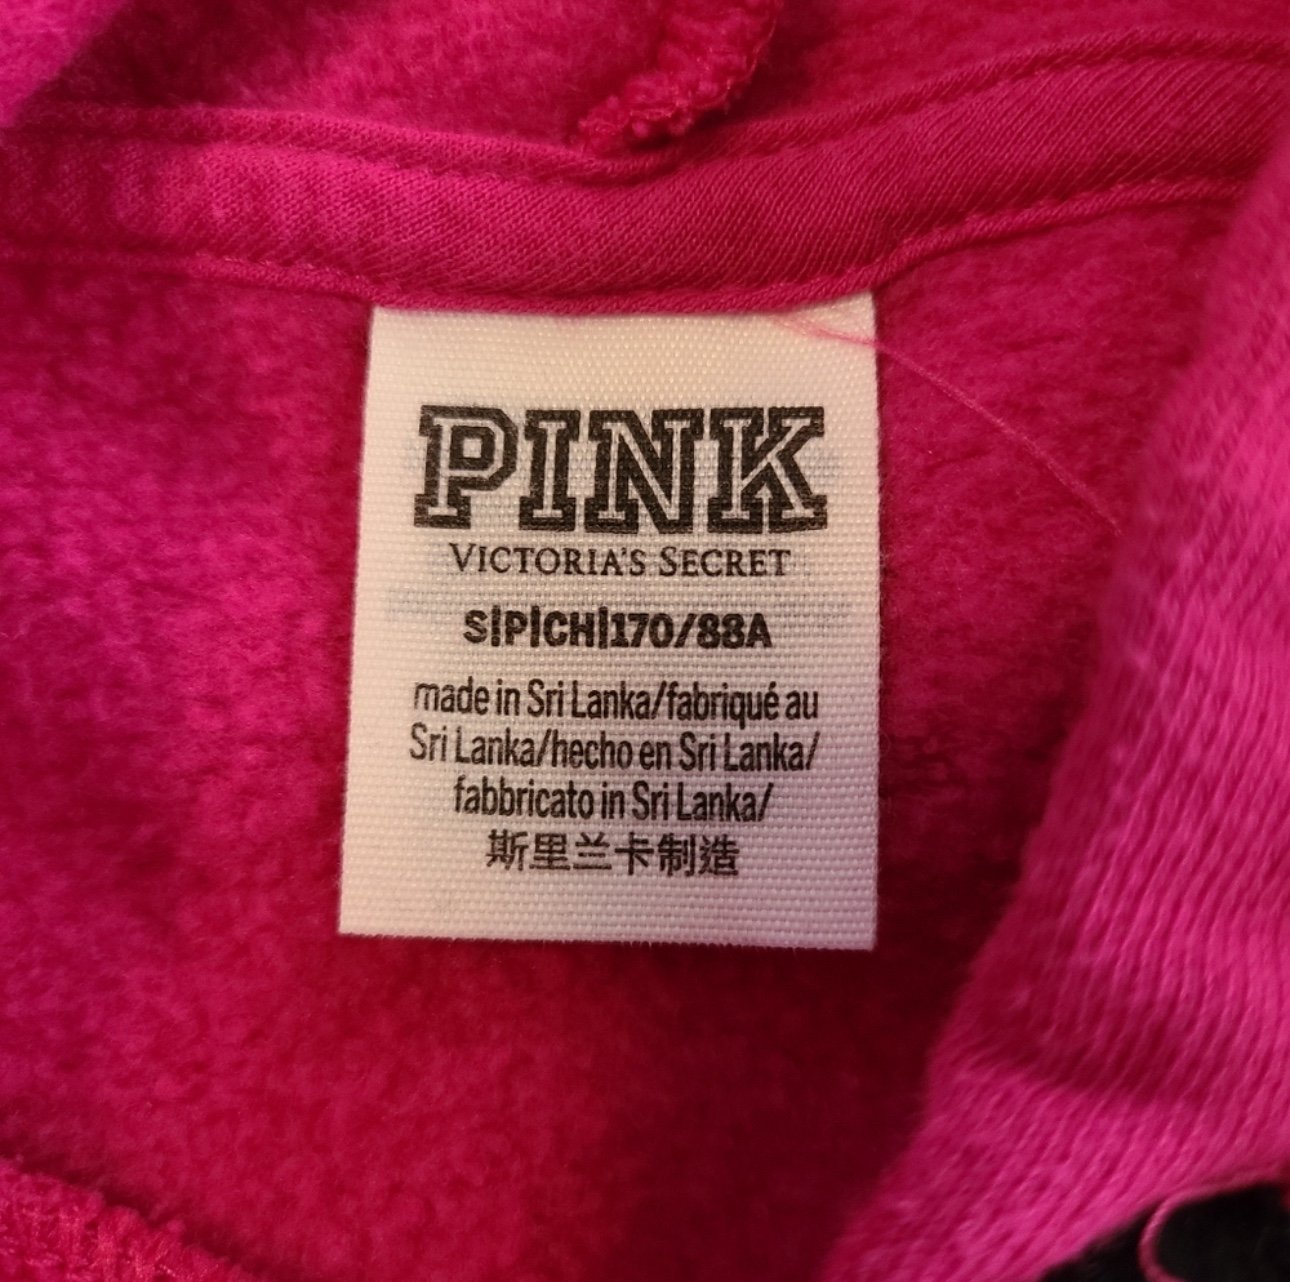 PINK
VICTORIA'S SECRET
S|P|CH|170/88A
made in Sri Lanka/fabriqué au
Sri Lanka/hecho en Sri Lanka/
fabbricato in Sri Lanka/
斯里兰卡制造